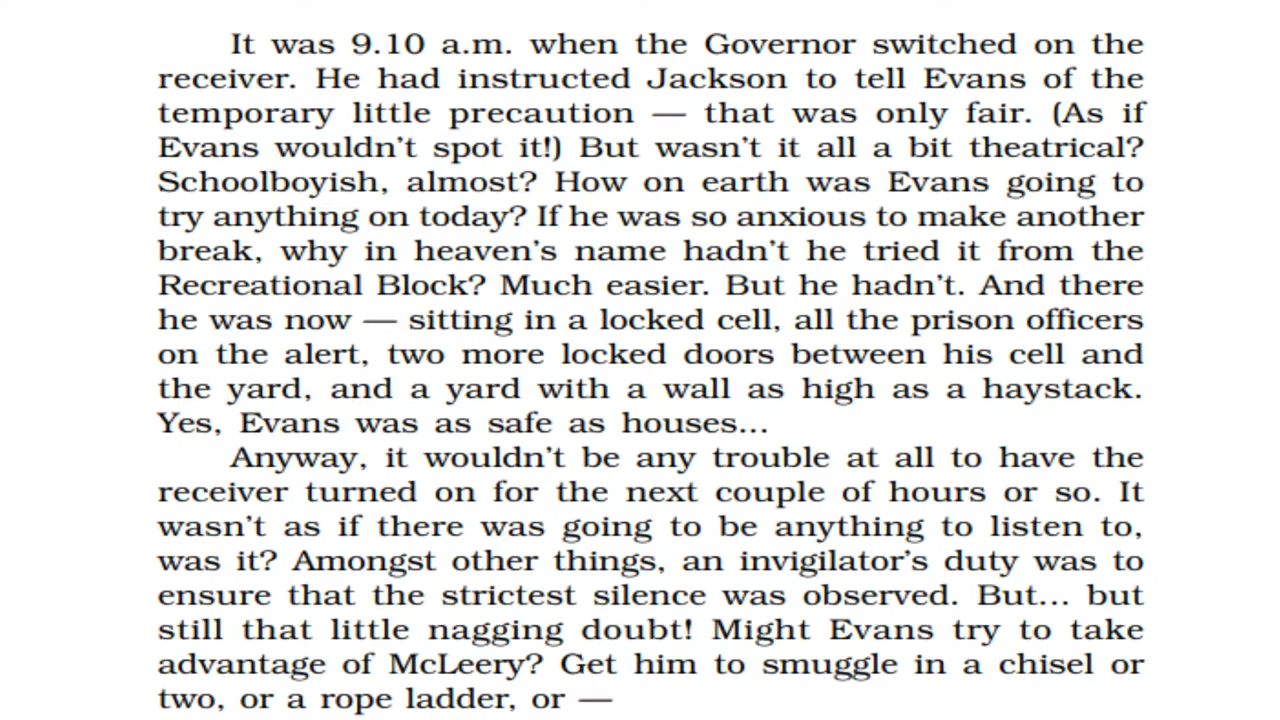 It was 9.10 a.m. when the Governor switched on the
receiver. He had instructed Jackson to tell Evans of the
temporary little precaution — that was only fair. (As if
Evans wouldn't spot it!) But wasn't it all a bit theatrical?
Schoolboyish, almost? How on earth was Evans going to
try anything on today? If he was so anxious to make another
break, why in heaven's name hadn't he tried it from the
Recreational Block? Much easier. But he hadn't. And there
he was now — sitting in a locked cell, all the prison officers
on the alert, two more locked doors between his cell and
the yard, and a yard with a wall as high as a haystack.
Yes, Evans was as safe as houses...
Anyway, it wouldn't be any trouble at all to have the
receiver turned on for the next couple of hours or so. It
wasn't as if there was going to be anything to listen to,
was it? Amongst other things, an invigilator's duty was to
ensure that the strictest silence was observed. But... but
still that little nagging doubt! Might Evans try to take
advantage of McLeery? Get him to smuggle in a chisel or
two, or a rope ladder, or —